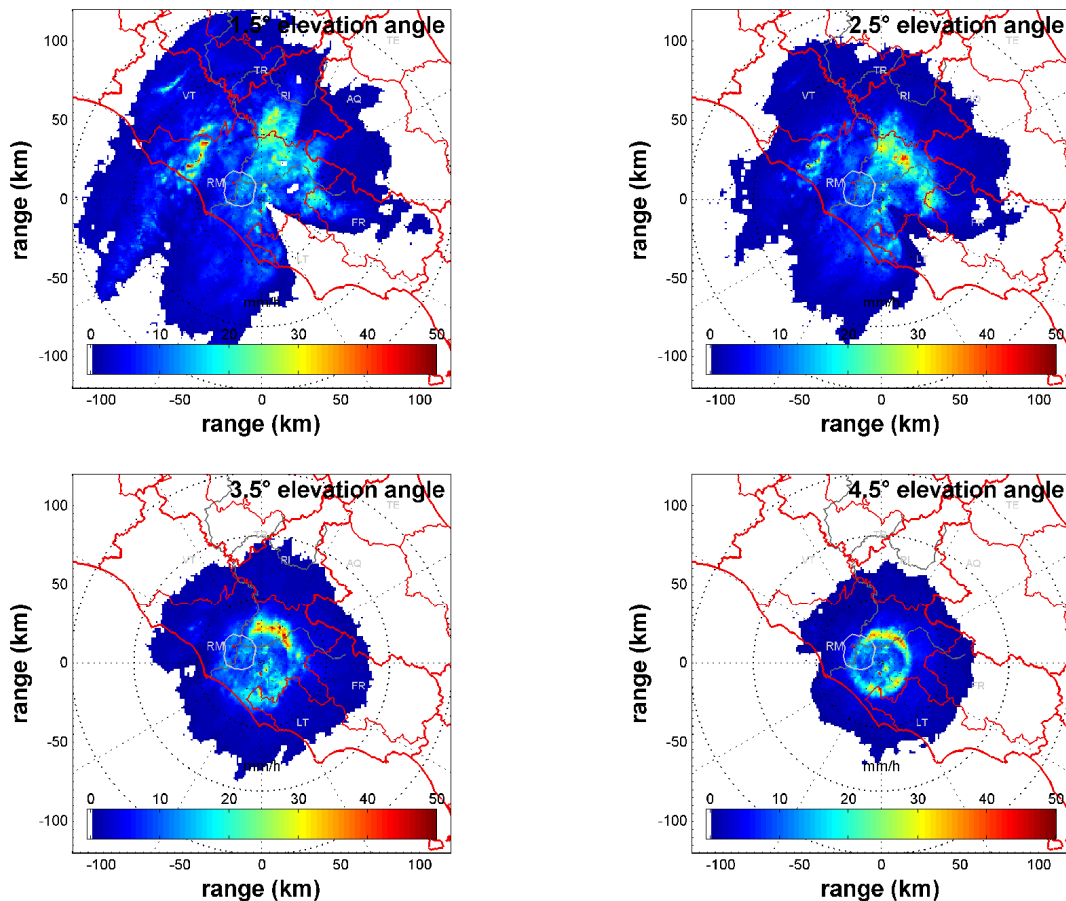 1.5° elevation angle
100
50
0
-50
-100
range (km)
TE
TR
VT
RI
AQ
RM
FR
LT
mm/h
0 10 20 30 40 50
-100 -50 0 50 100
range (km)
2.5° elevation angle
100
50
0
-50
-100
range (km)
TE
TR
VT
RI
RM
LT
mm/h
0 10 20 30 40 50
-100 -50 0 50 100
range (km)
3.5° elevation angle
100
50
0
-50
-100
range (km)
TE
VT
RI
AQ
RM
FR
LT
mm/h
0 10 20 30 40 50
-100 -50 0 50 100
range (km)
4.5° elevation angle
100
50
0
-50
-100
range (km)
TE
VT
TR
RI
AQ
RM
FR
LT
mm/h
0 10 20 30 40 50
-100 -50 0 50 100
range (km)